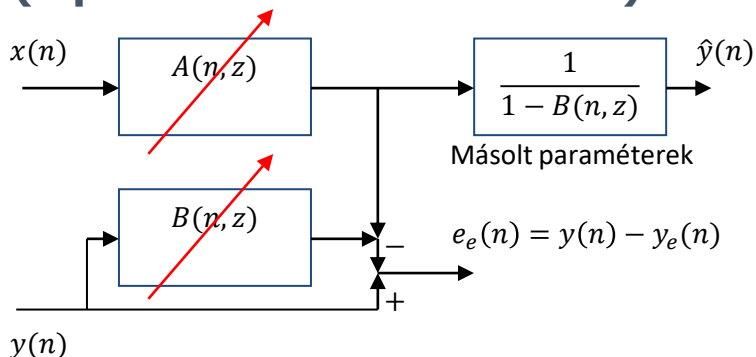 x(n)
A(n, z)
1
1 − B(n, z)
ŷ(n)
Másolt paraméterek
B(n, z)
−
e_e(n) = y(n) − y_e(n)
+
y(n)